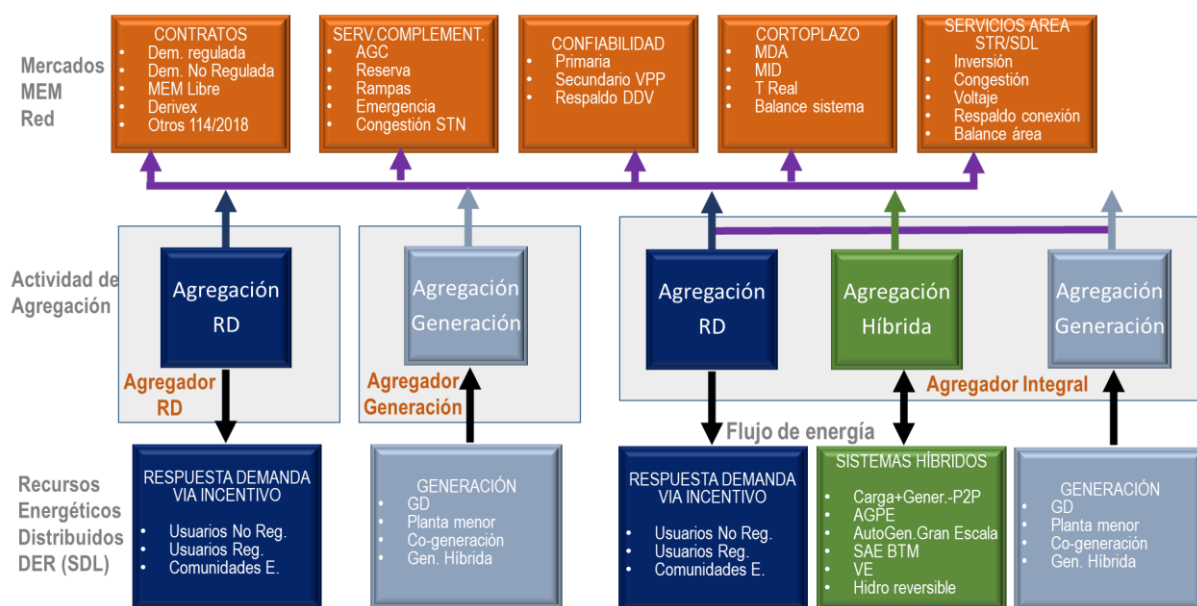 Mercados
MEM
Red
CONTRATOS
• Dem. regulada
• Dem. No Regulada
• MEM Libre
• Derivex
• Otros 114/2018
SERV.COMPLEMENT.
• AGC
• Reserva
• Rampas
• Emergencia
• Congestión STN
CONFIABILIDAD
• Primaria
• Secundario VPP
• Respaldo DDV
CORTOPLAZO
• MDA
• MID
• T Real
• Balance sistema
SERVICIOS AREA
STR/SDL
• Inversión
• Congestión
• Voltaje
• Respaldo conexión
• Balance área
Actividad de
Agregación
Agregación
RD
Agregador
RD
Agregación
Generación
Agregador
Generación
Agregación
RD
Agregación
Híbrida
Agregación
Generación
Agregador Integral
Flujo de energía
Recursos
Energéticos
Distribuidos
DER (SDL)
RESPUESTA DEMANDA
VIA INCENTIVO
• Usuarios No Reg.
• Usuarios Reg.
• Comunidades E.
GENERACIÓN
• GD
• Planta menor
• Co-generación
• Gen. Híbrida
RESPUESTA DEMANDA
VIA INCENTIVO
• Usuarios No Reg.
• Usuarios Reg.
• Comunidades E.
SISTEMAS HÍBRIDOS
• Carga+Gener.-P2P
• AGPE
• AutoGen.Gran Escala
• SAE BTM
• VE
• Hidro reversible
GENERACIÓN
• GD
• Planta menor
• Co-generación
• Gen. Híbrida